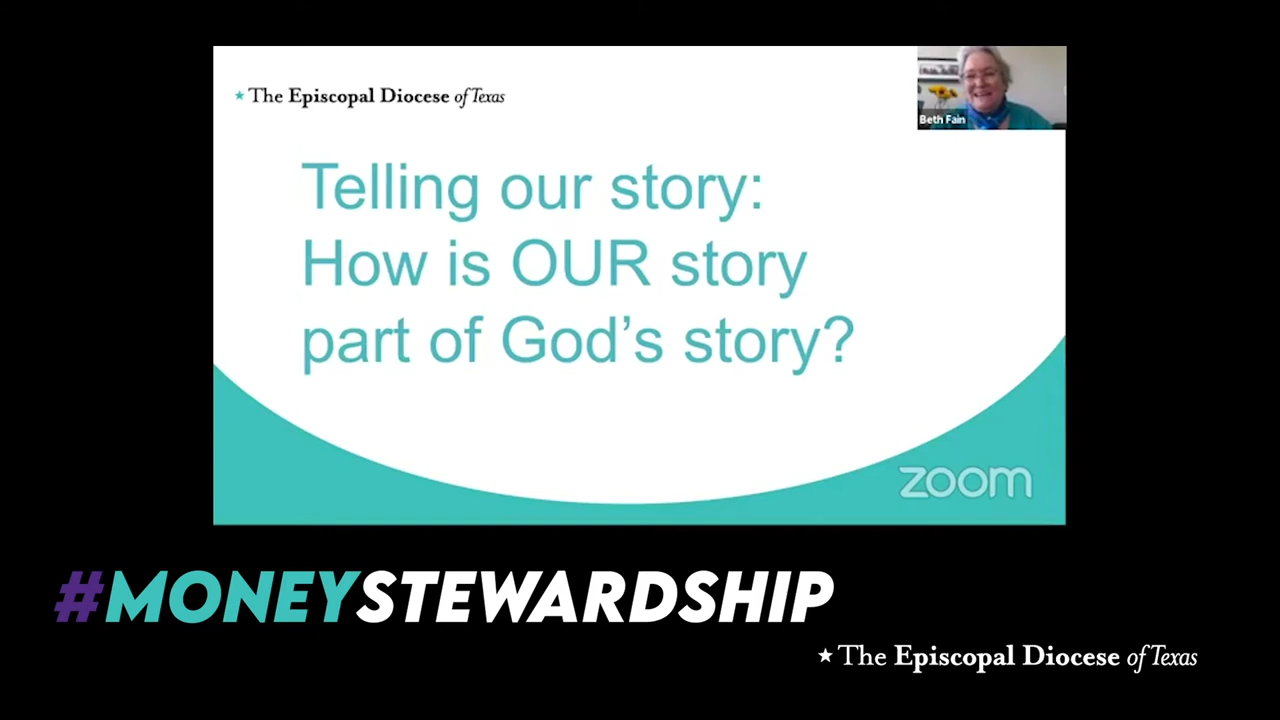 The Episcopal Diocese of Texas
Beth Fain
Telling our story:
How is OUR story
part of God's story?
zoom
#MONEYSTEWARDSHIP
The Episcopal Diocese of Texas